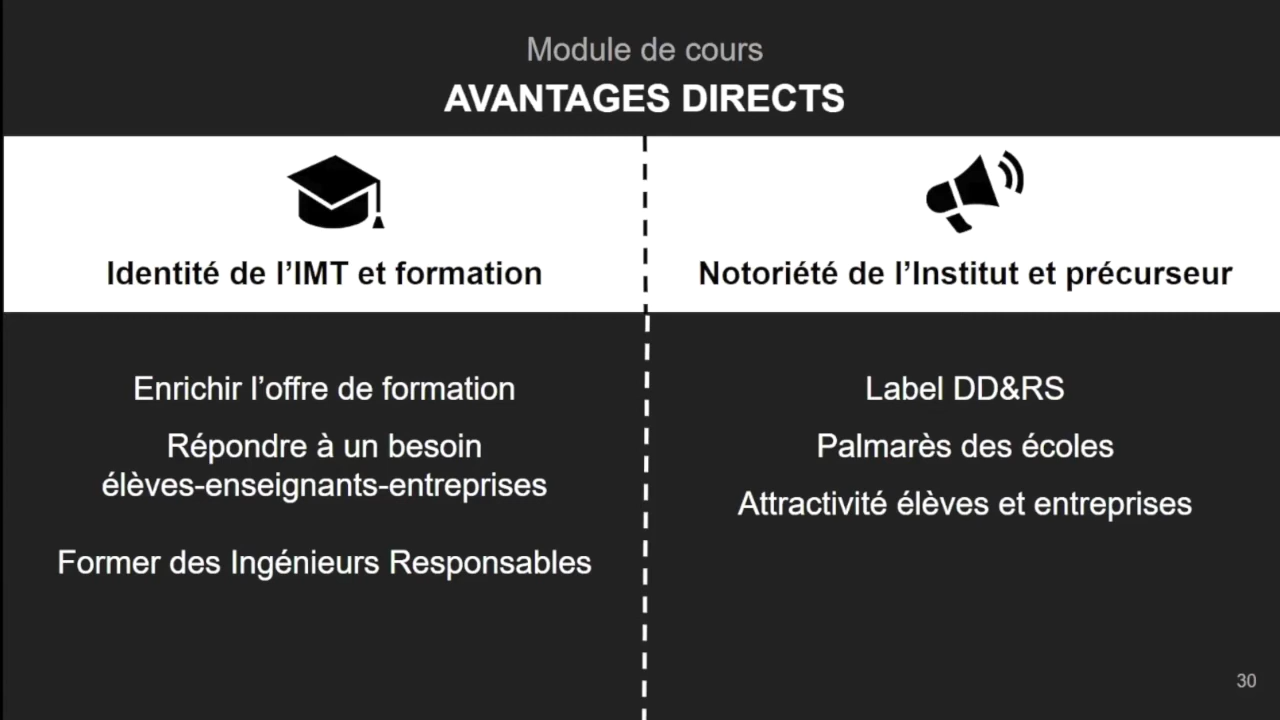 Module de cours
AVANTAGES DIRECTS
Identité de l’IMT et formation
Notoriété de l’Institut et précurseur
Enrichir l’offre de formation
Répondre à un besoin
élèves-enseignants-entreprises
Former des Ingénieurs Responsables
Label DD&RS
Palmarès des écoles
Attractivité élèves et entreprises
30